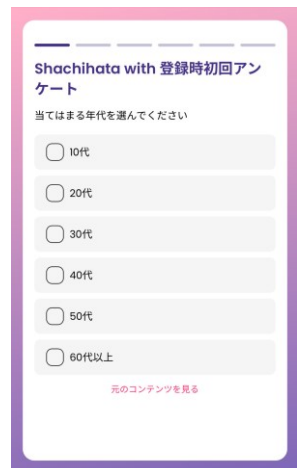 Shachihata with 登録時初回アン
ケート
当てはまる年代を選んでください
10代
20代
30代
40代
50代
60代以上
元のコンテンツを見る